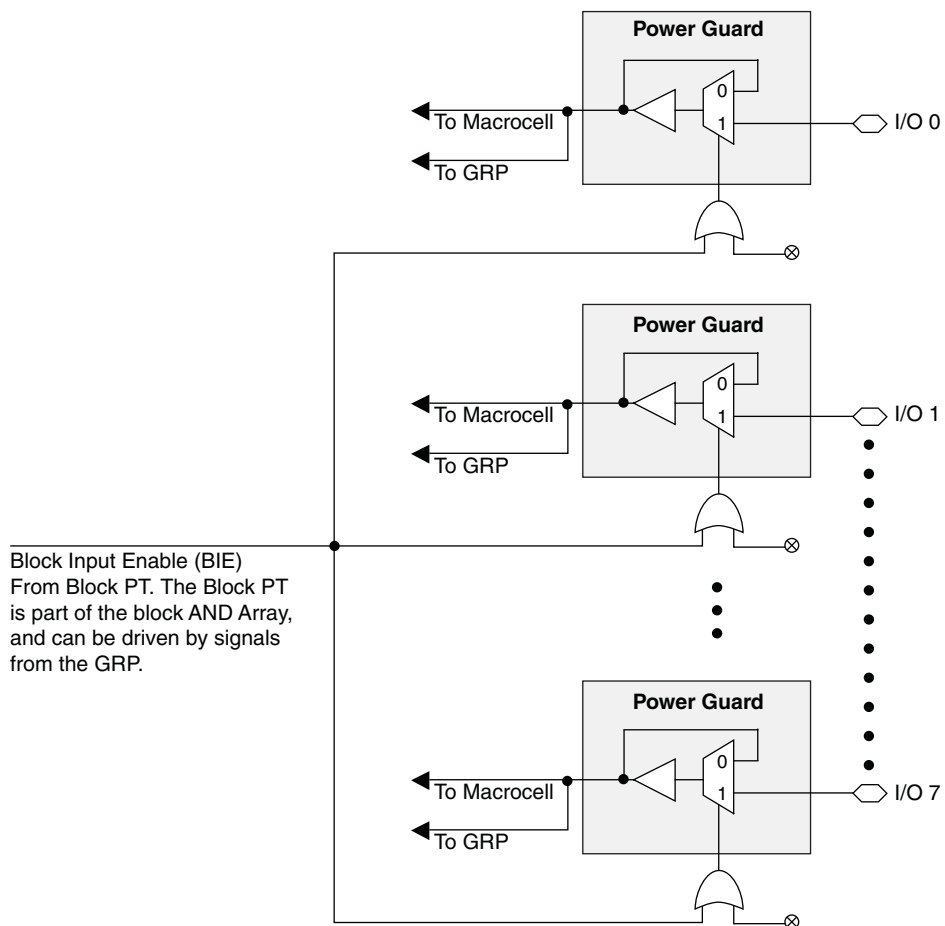 Power Guard
0
1
To Macrocell
To GRP
I/O 0
Power Guard
0
1
To Macrocell
To GRP
I/O 1
Block Input Enable (BIE)
From Block PT. The Block PT
is part of the block AND Array,
and can be driven by signals
from the GRP.
Power Guard
0
1
To Macrocell
To GRP
I/O 7